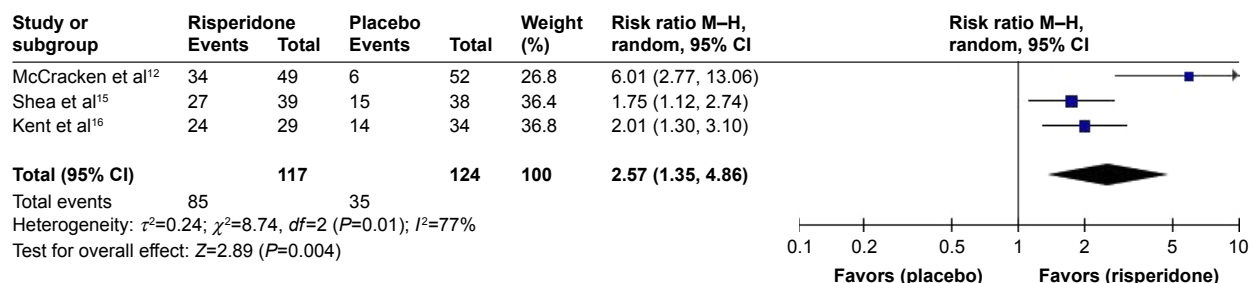 Study or Risperidone Placebo Weight Risk ratio M–H, Risk ratio M–H,
subgroup Events Total Events Total (%) random, 95% CI random, 95% CI
McCracken et al¹² 34 49 6 52 26.8 6.01 (2.77, 13.06)
Shea et al¹⁵ 27 39 15 38 36.4 1.75 (1.12, 2.74)
Kent et al¹⁶ 24 29 14 34 36.8 2.01 (1.30, 3.10)
Total (95% CI) 117 124 100 2.57 (1.35, 4.86)
Total events 85 35
Heterogeneity: τ²=0.24; χ²=8.74, df=2 (P=0.01); I²=77%
Test for overall effect: Z=2.89 (P=0.004)
0.1 0.2 0.5 1 2 5 10
Favors (placebo) Favors (risperidone)